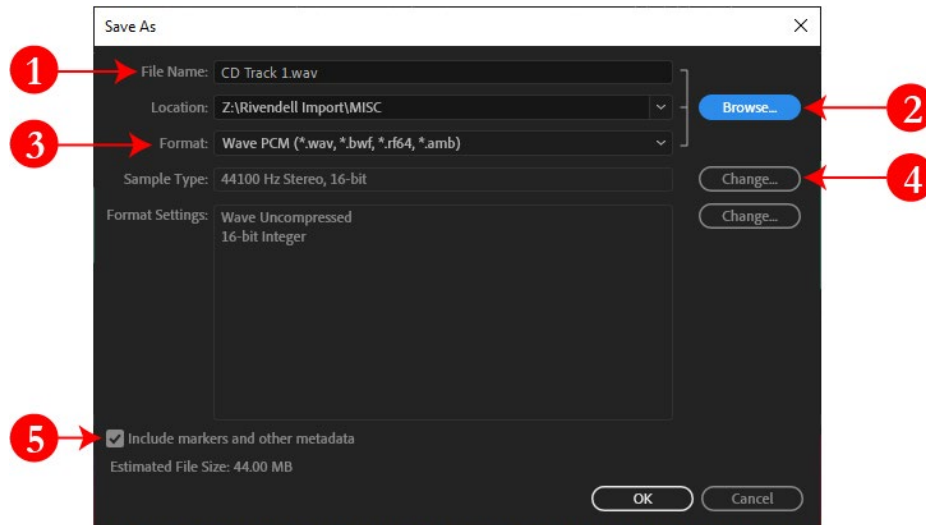 Save As
1
File Name: CD Track 1.wav
Location: Z:\Rivendell Import\MISC
Browse...
2
3
Format: Wave PCM (*.wav, *.bwf, *.rf64, *.amb)
Sample Type: 44100 Hz Stereo, 16-bit
Change...
4
Format Settings: Wave Uncompressed
Change...
16-bit Integer
5
Include markers and other metadata
Estimated File Size: 44.00 MB
OK
Cancel